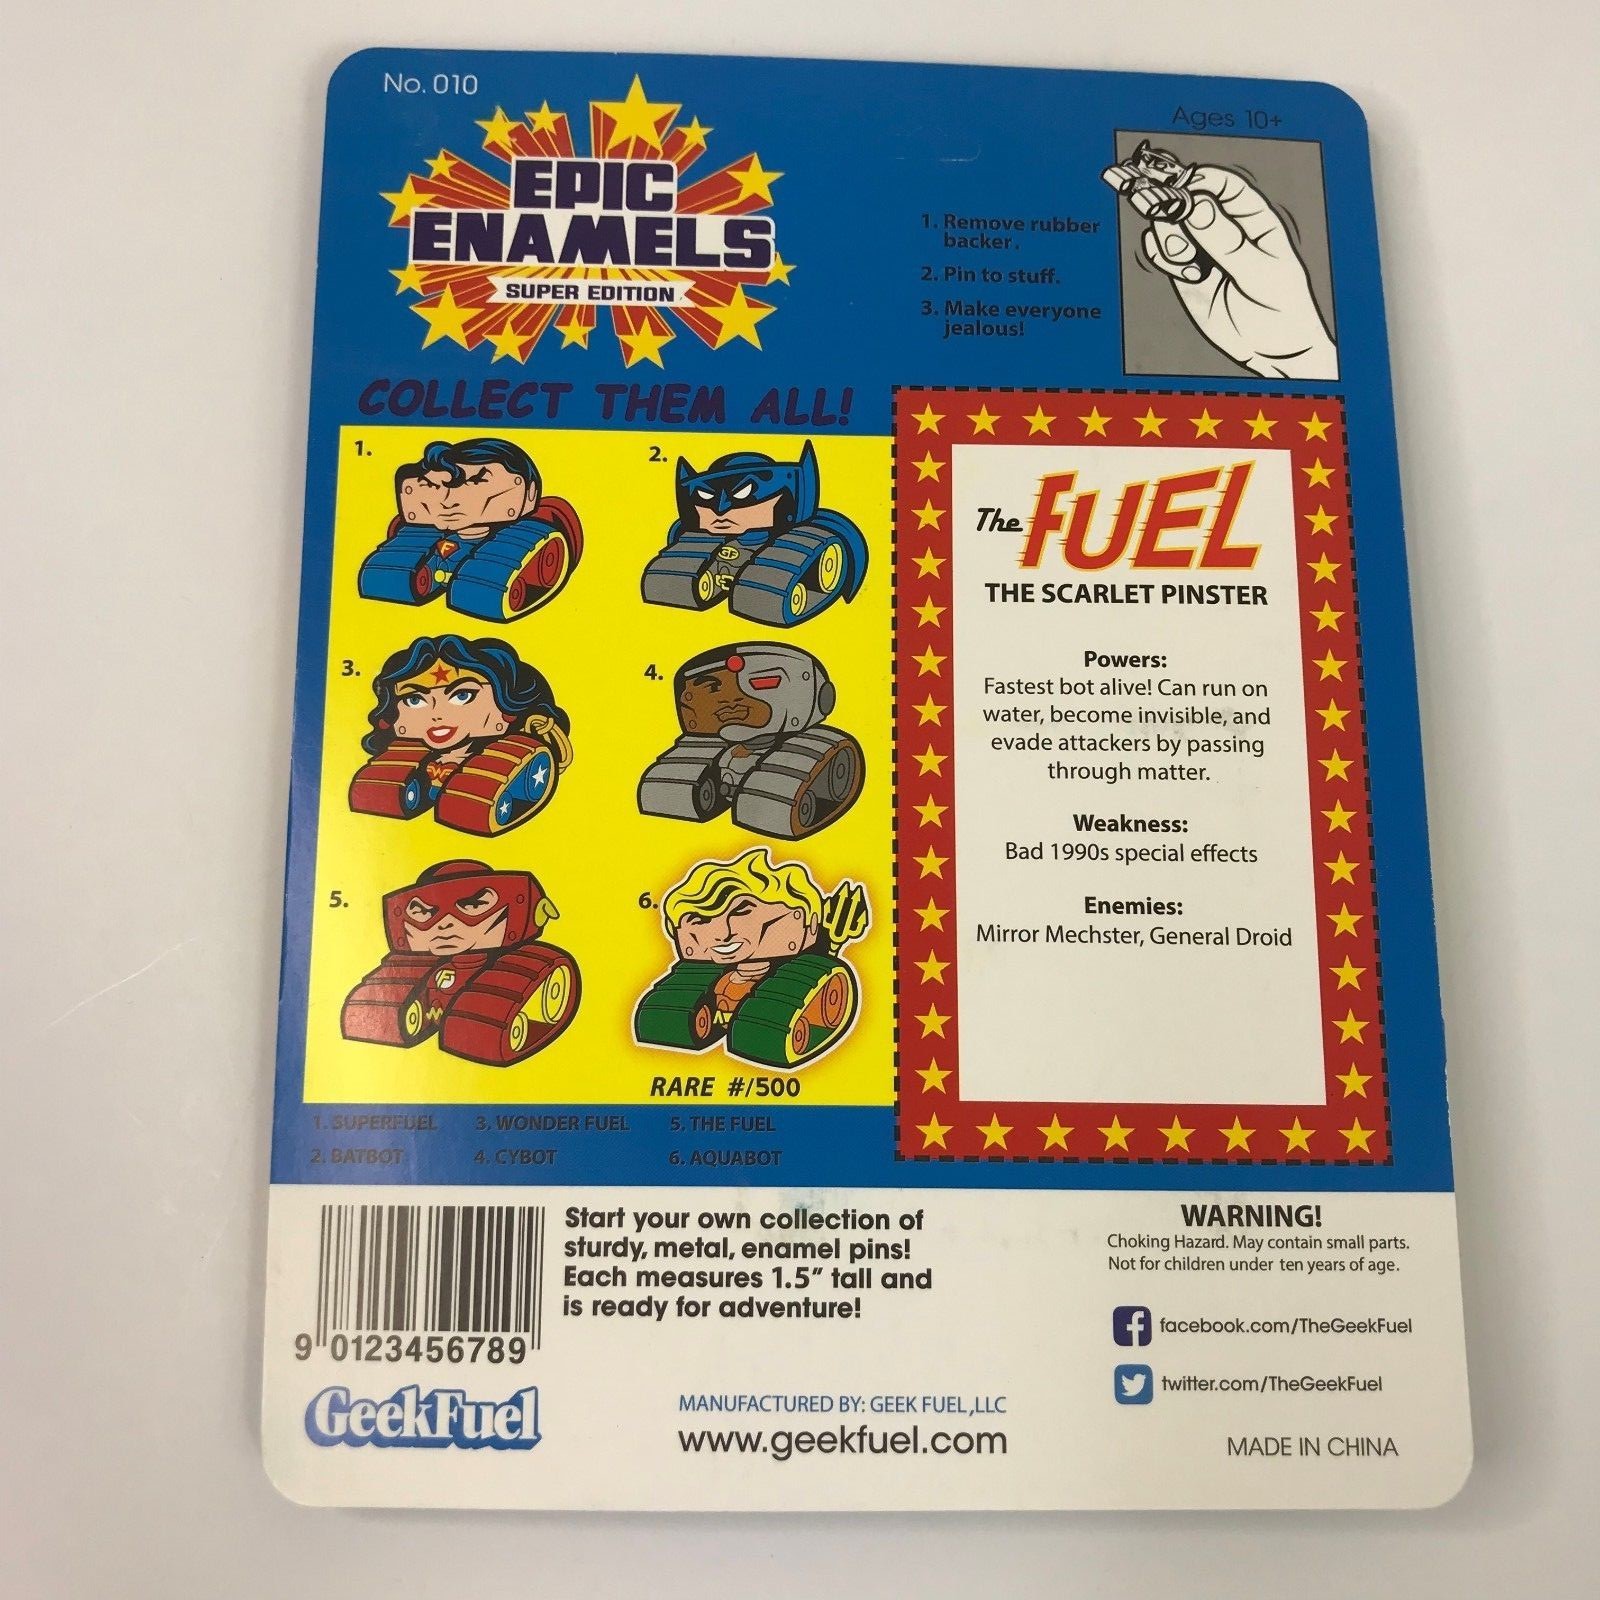 No. 010
EPIC
ENAMELS
SUPER EDITION
Ages 10+
1. Remove rubber
backer.
2. Pin to stuff.
3. Make everyone
jealous!
COLLECT THEM ALL!
1.
2.
3.
4.
5.
6.
RARE #/500
1. SUPERFUEL
3. WONDER FUEL
5. THE FUEL
2. BATBOT
4. CYBOT
6. AQUABOT
The FUEL
THE SCARLET PINSTER
Powers:
Fastest bot alive! Can run on
water, become invisible, and
evade attackers by passing
through matter.
Weakness:
Bad 1990s special effects
Enemies:
Mirror Mechster, General Droid
9 0123456789
Start your own collection of
sturdy, metal, enamel pins!
Each measures 1.5" tall and
is ready for adventure!
WARNING!
Choking Hazard. May contain small parts.
Not for children under ten years of age.
facebook.com/TheGeekFuel
twitter.com/TheGeekFuel
GeekFuel
MANUFACTURED BY: GEEK FUEL,LLC
www.geekfuel.com
MADE IN CHINA